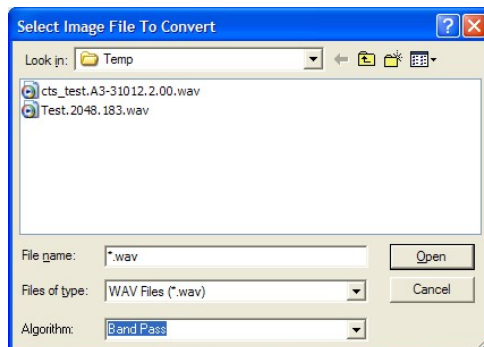 Select Image File To Convert
Look in: Temp
cts_test.A3-31012.2.00.wav
Test.2048.183.wav
File name: *.wav Open
Files of type: WAV Files (*.wav) Cancel
Algorithm: Band Pass